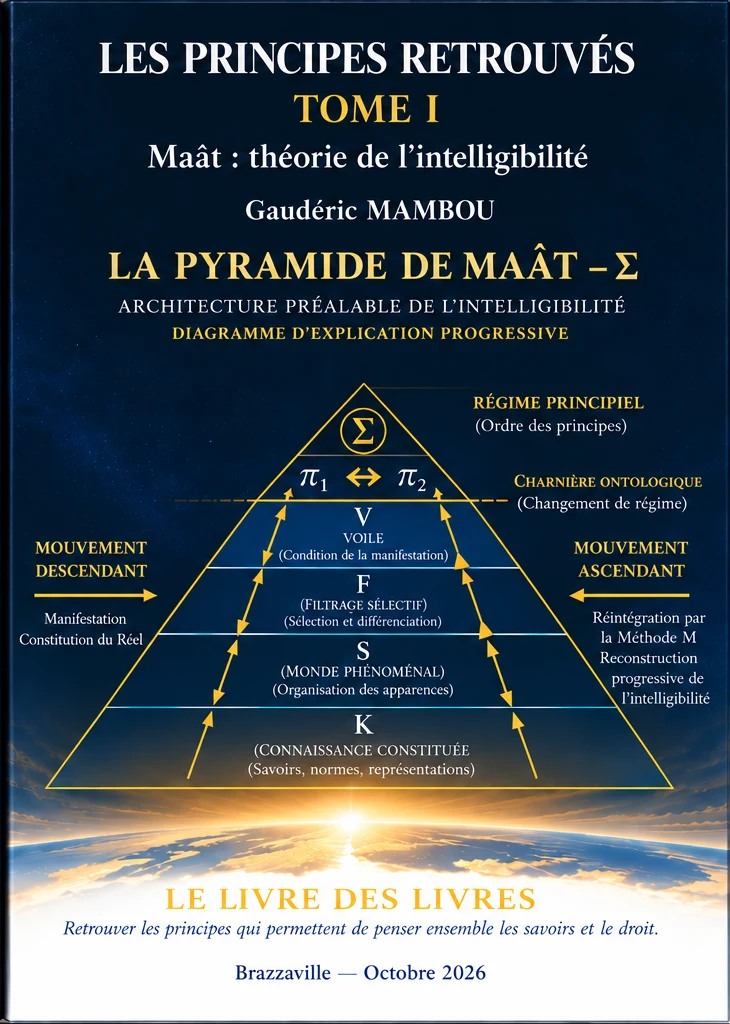 LES PRINCIPES RETROUVÉS
TOME I
Maât : théorie de l’intelligibilité
Gaudéric MAMBOU
LA PYRAMIDE DE MAÂT – Σ
ARCHITECTURE PRÉALABLE DE L’INTELLIGIBILITÉ
DIAGRAMME D’EXPLICATION PROGRESSIVE
Σ
RÉGIME PRINCIPIEL
(Ordre des principes)
π1 ↔ π2
CHARNIÈRE ONTOLOGIQUE
(Changement de régime)
V
VOILE
(Condition de la manifestation)
MOUVEMENT
DESCENDANT
Manifestation
Constitution du Réel
F
(FILTRAGE SÉLECTIF)
(Sélection et différenciation)
S
(MONDE PHÉNOMÉNAL)
(Organisation des apparences)
K
(CONNAISSANCE CONSTITUÉE
(Savoirs, normes, représentations)
MOUVEMENT
ASCENDANT
Réintégration par
la Méthode M
Reconstruction
progressive de
l’intelligibilité
LE LIVRE DES LIVRES
Retrouver les principes qui permettent de penser ensemble les savoirs et le droit.
Brazzaville — Octobre 2026